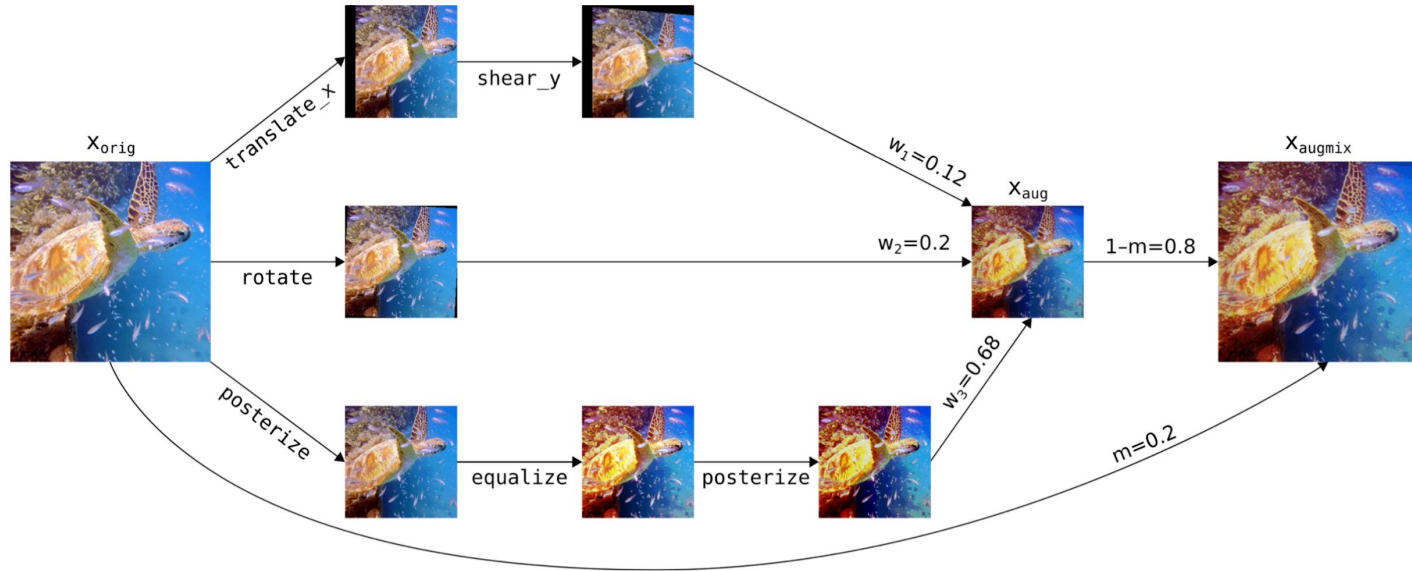 translate_x
shear_y
x_orig
w_1=0.12
x_aug
x_augmix
w_2=0.2
1–m=0.8
rotate
posterize
w_3=0.68
m=0.2
equalize
posterize